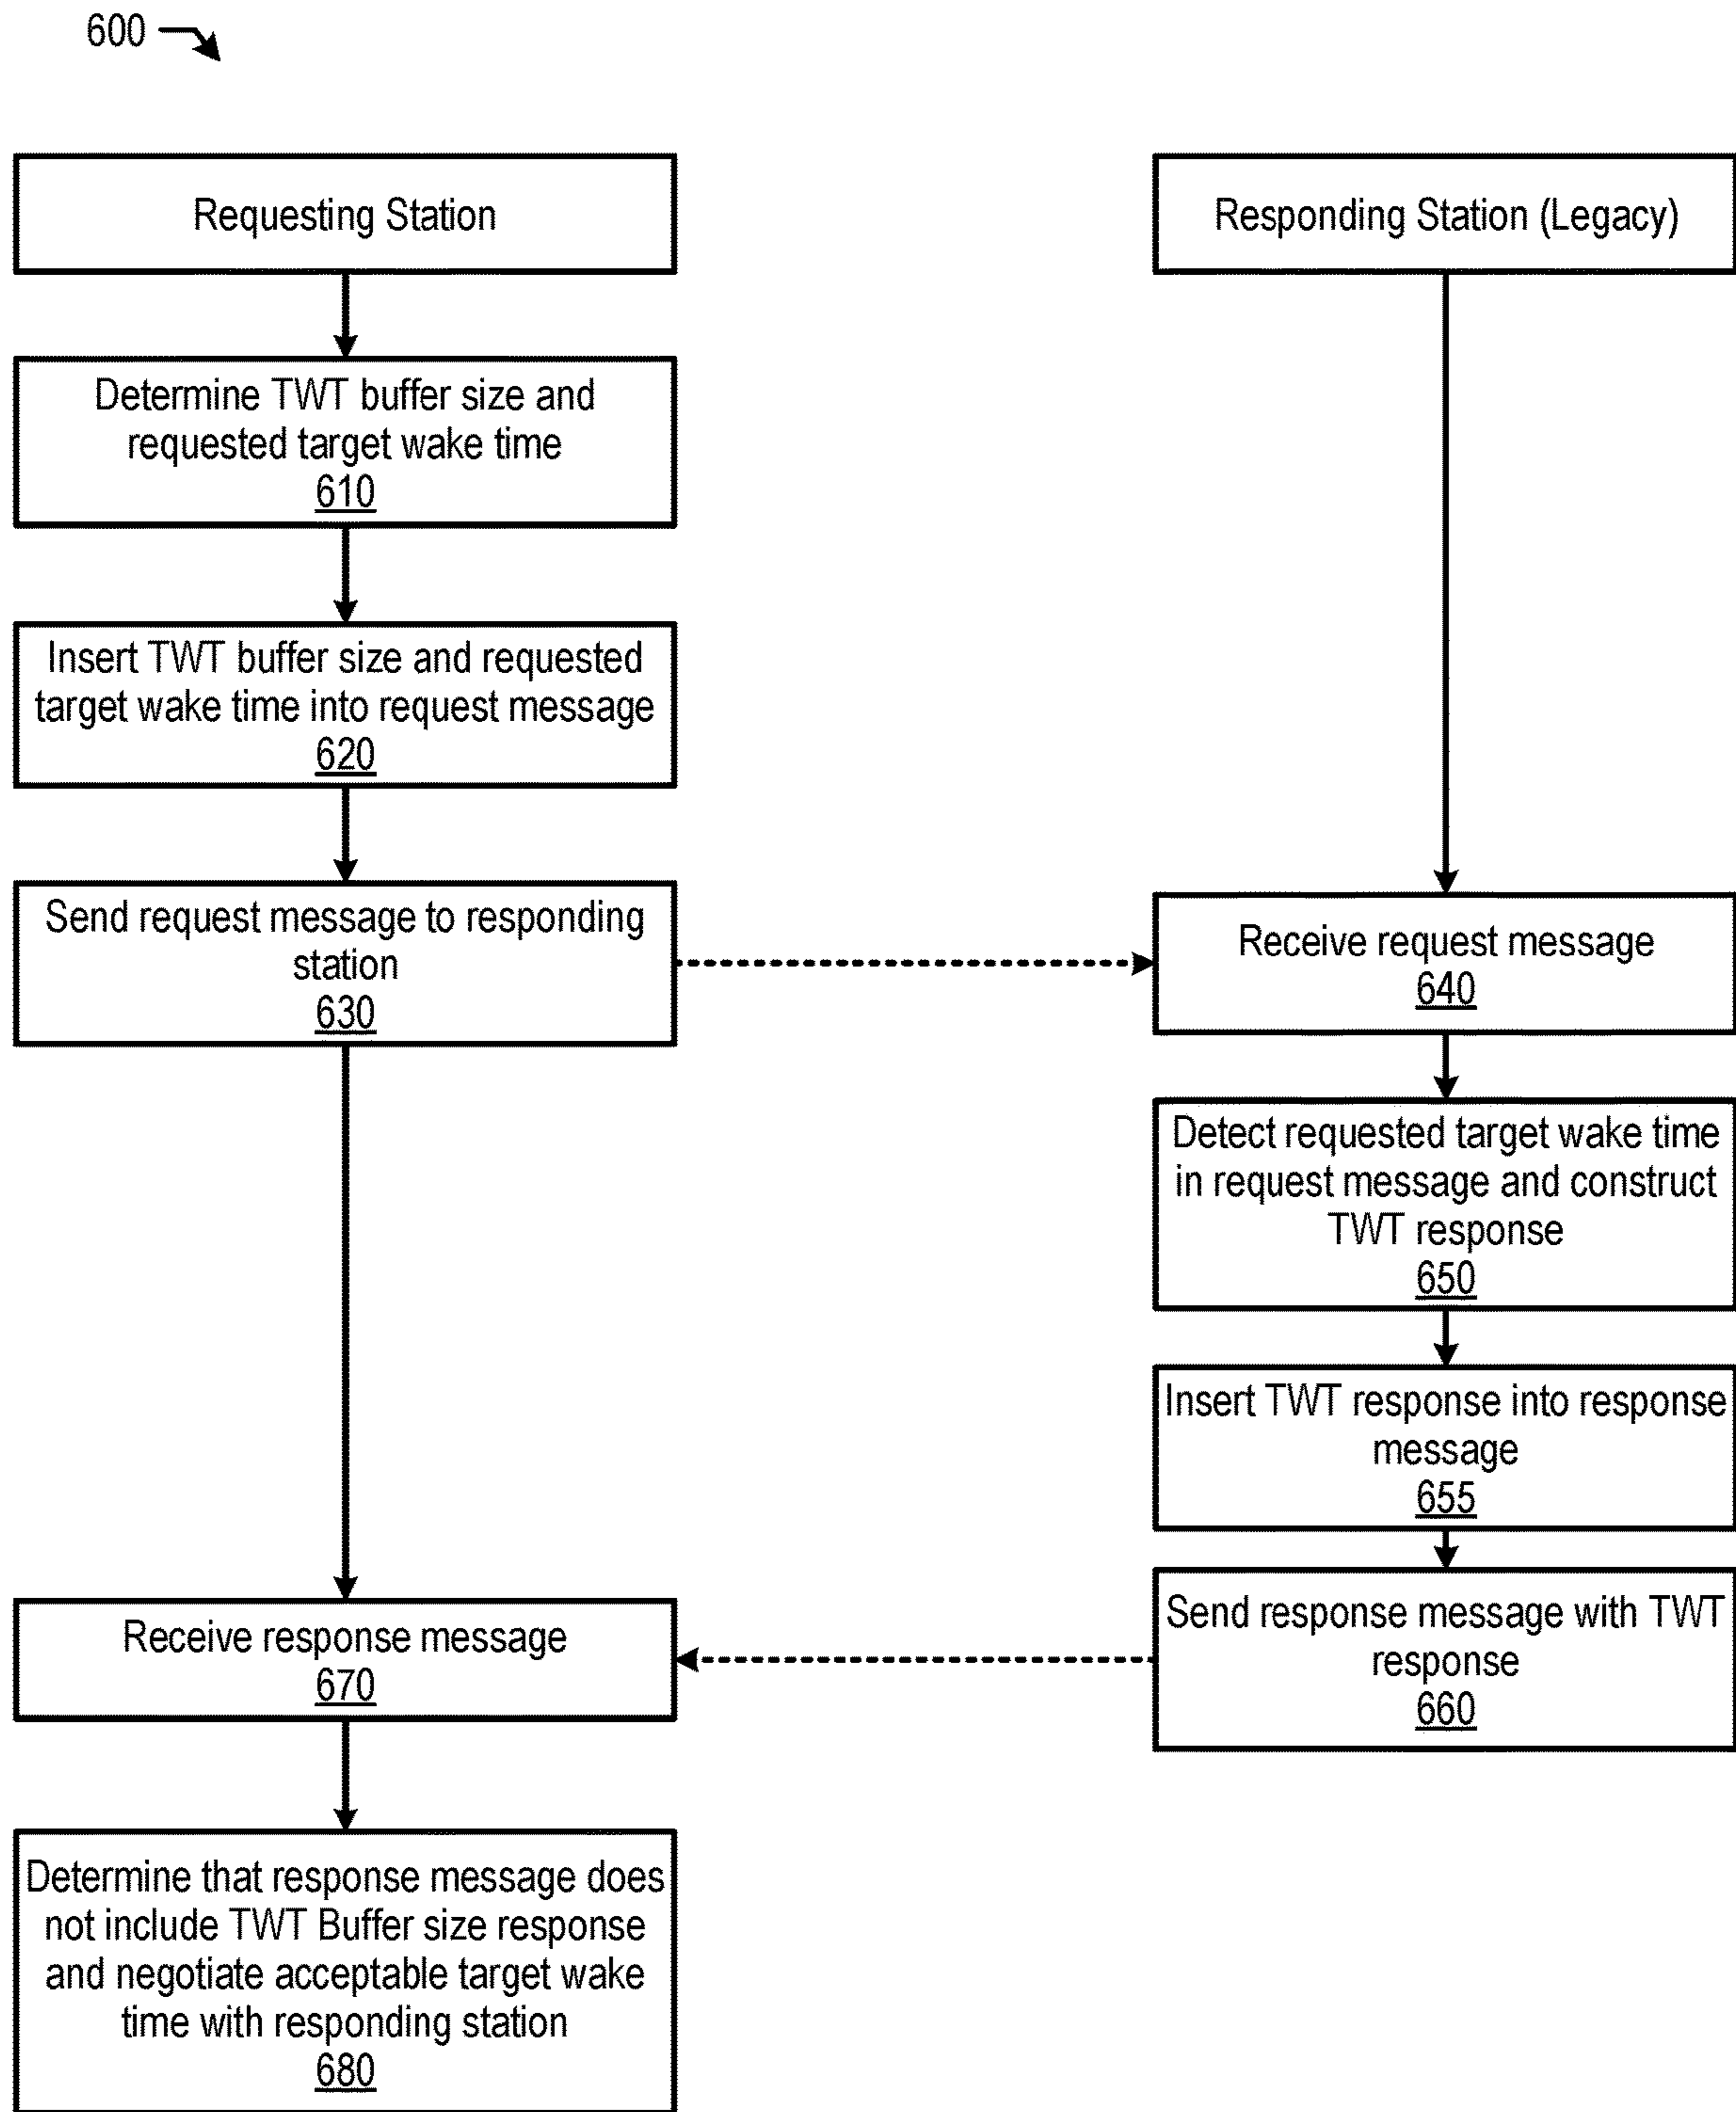 600
Requesting Station
Responding Station (Legacy)
Determine TWT buffer size and
requested target wake time
610
Insert TWT buffer size and requested
target wake time into request message
620
Send request message to responding
station
630
Receive request message
640
Detect requested target wake time
in request message and construct
TWT response
650
Insert TWT response into response
message
655
Send response message with TWT
response
660
Receive response message
670
Determine that response message does
not include TWT Buffer size response
and negotiate acceptable target wake
time with responding station
680